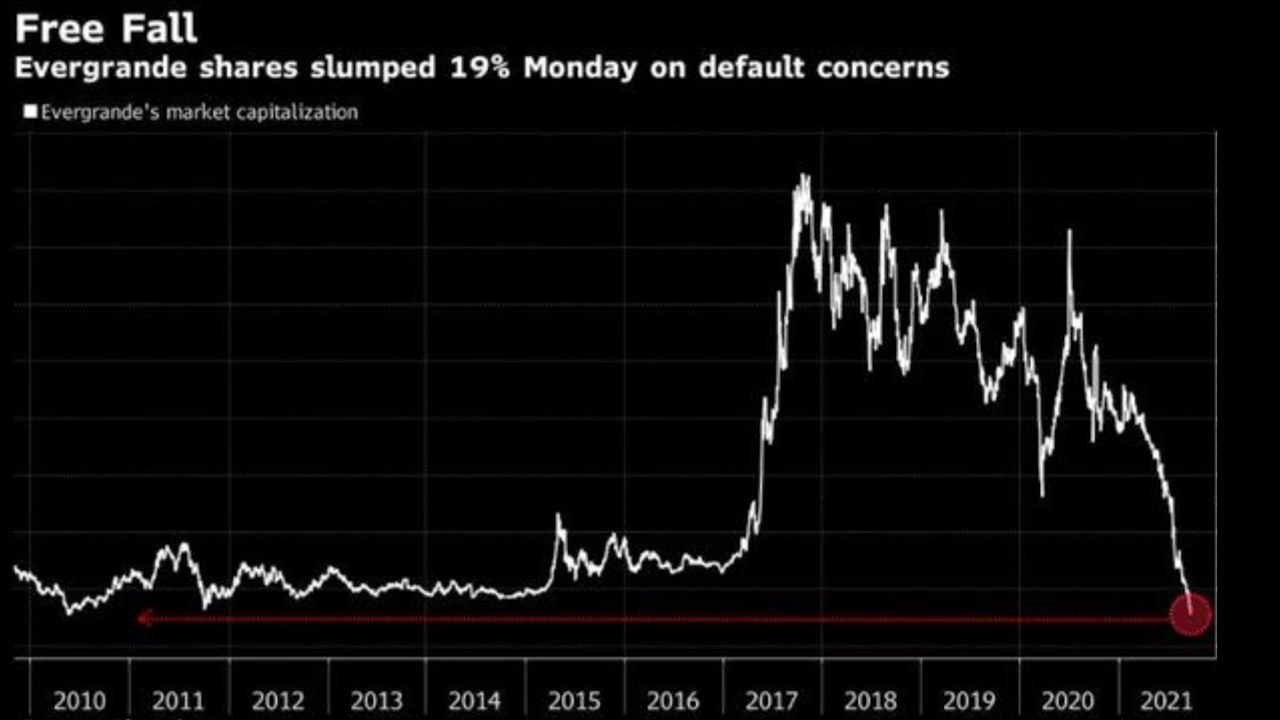 Free Fall
Evergrande shares slumped 19% Monday on default concerns
Evergrande's market capitalization
2010 2011 2012 2013 2014 2015 2016 2017 2018 2019 2020 2021